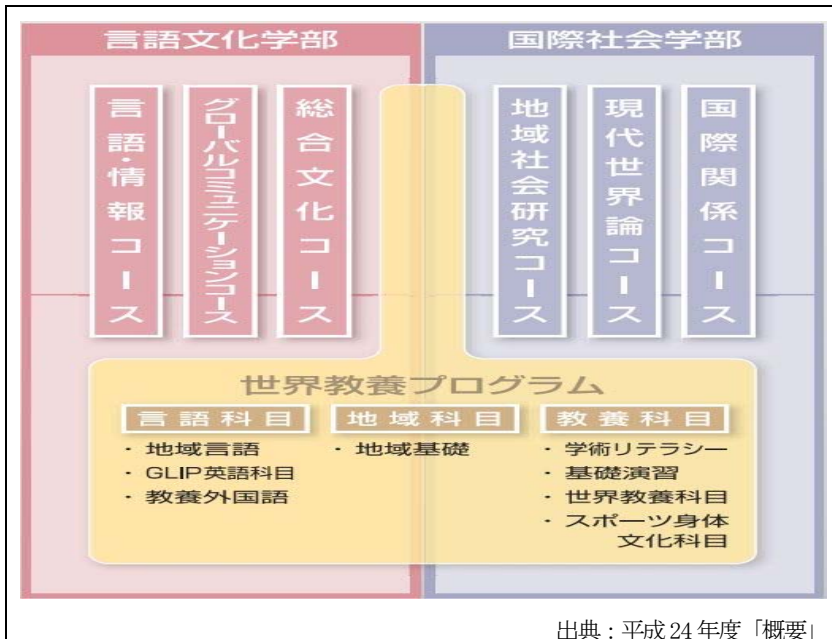 言語文化学部
国際社会学部
言語・情報コース
グローバルコミュニケーションコース
総合文化コース
地域社会研究コース
現代世界論コース
国際関係コース
世界教養プログラム
言語科目
・地域言語
・GLIP英語科目
・教養外国語
地域科目
・地域基礎
教養科目
・学術リテラシー
・基礎演習
・世界教養科目
・スポーツ身体
文化科目
出典：平成24年度「概要」